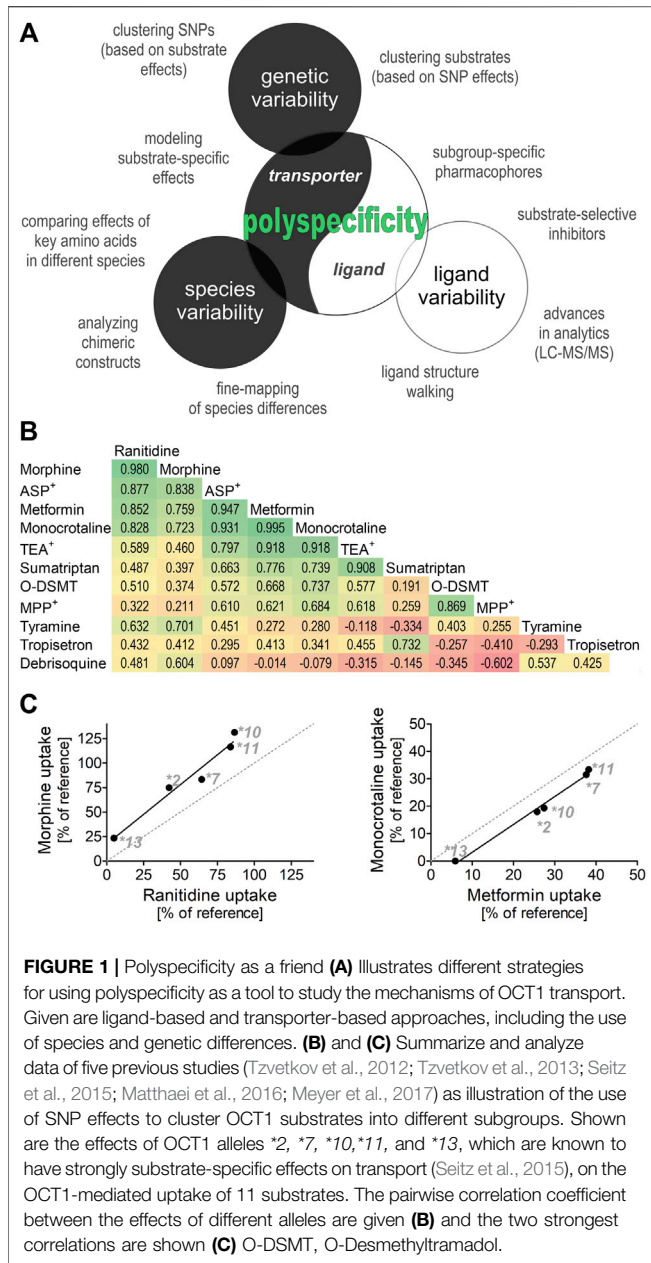 A
clustering SNPs
(based on substrate
effects)
clustering substrates
(based on SNP effects)
genetic
variability
modeling
substrate-specific
effects
transporter
subgroup-specific
pharmacophores
polyspecificity
comparing effects of
key amino acids
in different species
substrate-selective
inhibitors
ligand
species
variability
ligand
variability
analyzing
chimeric
constructs
advances
in analytics
(LC-MS/MS)
ligand structure
walking
fine-mapping
of species differences
B
Ranitidine
Morphine 0.980 Morphine
ASP+ 0.877 0.838 ASP+
Metformin 0.852 0.759 0.947 Metformin
Monocrotaline 0.828 0.723 0.931 0.995 Monocrotaline
TEA+ 0.589 0.460 0.797 0.918 0.918 TEA+
Sumatriptan 0.487 0.397 0.663 0.776 0.739 0.908 Sumatriptan
O-DSMT 0.510 0.374 0.572 0.668 0.737 0.577 0.191 O-DSMT
MPP+ 0.322 0.211 0.610 0.621 0.684 0.618 0.259 0.869 MPP+
Tyramine 0.632 0.701 0.451 0.272 0.280 -0.118 -0.334 0.403 0.255 Tyramine
Tropisetron 0.432 0.412 0.295 0.413 0.341 0.455 0.732 -0.257 -0.410 -0.293 Tropisetron
Debrisoquine 0.481 0.604 0.097 -0.014 -0.079 -0.315 -0.145 -0.345 -0.602 0.537 0.425
C
Morphine uptake
[% of reference]
125
100
75
50
25
0
*10
*11
*2
*7
*13
0 25 50 75 100 125
Ranitidine uptake
[% of reference]
Monocrotaline uptake
[% of reference]
50
40
30
20
10
0
*11
*7
*10
*2
*13
0 10 20 30 40 50
Metformin uptake
[% of reference]
FIGURE 1 | Polyspecificity as a friend (A) Illustrates different strategies
for using polyspecificity as a tool to study the mechanisms of OCT1 transport.
Given are ligand-based and transporter-based approaches, including the use
of species and genetic differences. (B) and (C) Summarize and analyze
data of five previous studies (Tzvetkov et al., 2012; Tzvetkov et al., 2013; Seitz
et al., 2015; Matthaei et al., 2016; Meyer et al., 2017) as illustration of the use
of SNP effects to cluster OCT1 substrates into different subgroups. Shown
are the effects of OCT1 alleles *2, *7, *10,*11, and *13, which are known to
have strongly substrate-specific effects on transport (Seitz et al., 2015), on the
OCT1-mediated uptake of 11 substrates. The pairwise correlation coefficient
between the effects of different alleles are given (B) and the two strongest
correlations are shown (C) O-DSMT, O-Desmethyltramadol.